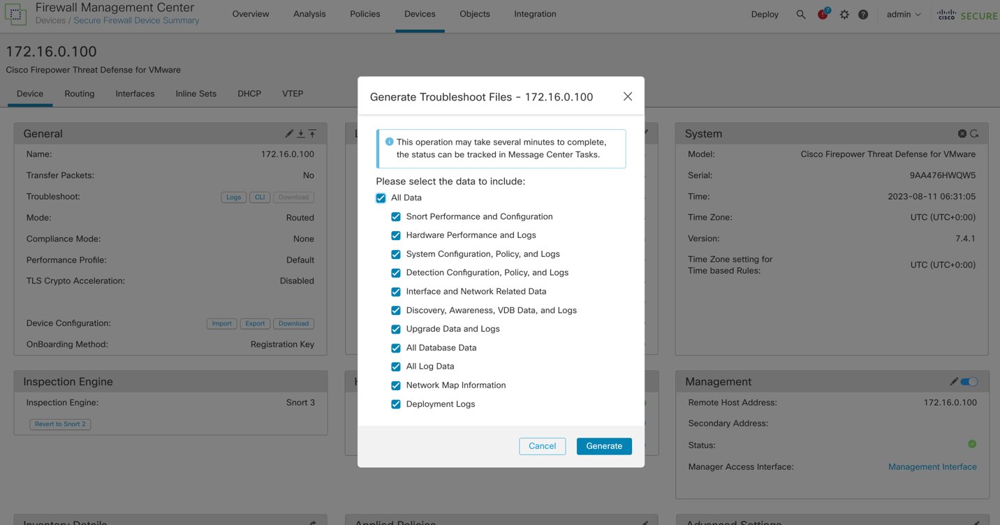 Firewall Management Center
Devices / Secure Firewall Device Summary
Overview
Analysis
Policies
Devices
Objects
Integration
Deploy
7
admin
cisco SECURE
172.16.0.100
Cisco Firepower Threat Defense for VMware
Device
Routing
Interfaces
Inline Sets
DHCP
VTEP
General
Name: 172.16.0.100
Transfer Packets: No
Troubleshoot: Logs CLI Download
Mode: Routed
Compliance Mode: None
Performance Profile: Default
TLS Crypto Acceleration: Disabled
Device Configuration: Import Export Download
OnBoarding Method: Registration Key
Inspection Engine
Inspection Engine: Snort 3
Revert to Snort 2
Generate Troubleshoot Files - 172.16.0.100
This operation may take several minutes to complete,
the status can be tracked in Message Center Tasks.
Please select the data to include:
All Data
Snort Performance and Configuration
Hardware Performance and Logs
System Configuration, Policy, and Logs
Detection Configuration, Policy, and Logs
Interface and Network Related Data
Discovery, Awareness, VDB Data, and Logs
Upgrade Data and Logs
All Database Data
All Log Data
Network Map Information
Deployment Logs
Cancel
Generate
System
Model: Cisco Firepower Threat Defense for VMware
Serial: 9AA476HWQW5
Time: 2023-08-11 06:31:05
Time Zone: UTC (UTC+0:00)
Version: 7.4.1
Time Zone setting for
Time based Rules: UTC (UTC+0:00)
Management
Remote Host Address: 172.16.0.100
Secondary Address:
Status:
Manager Access Interface: Management Interface
Inventory Details
Applied Policies
Advanced Settings